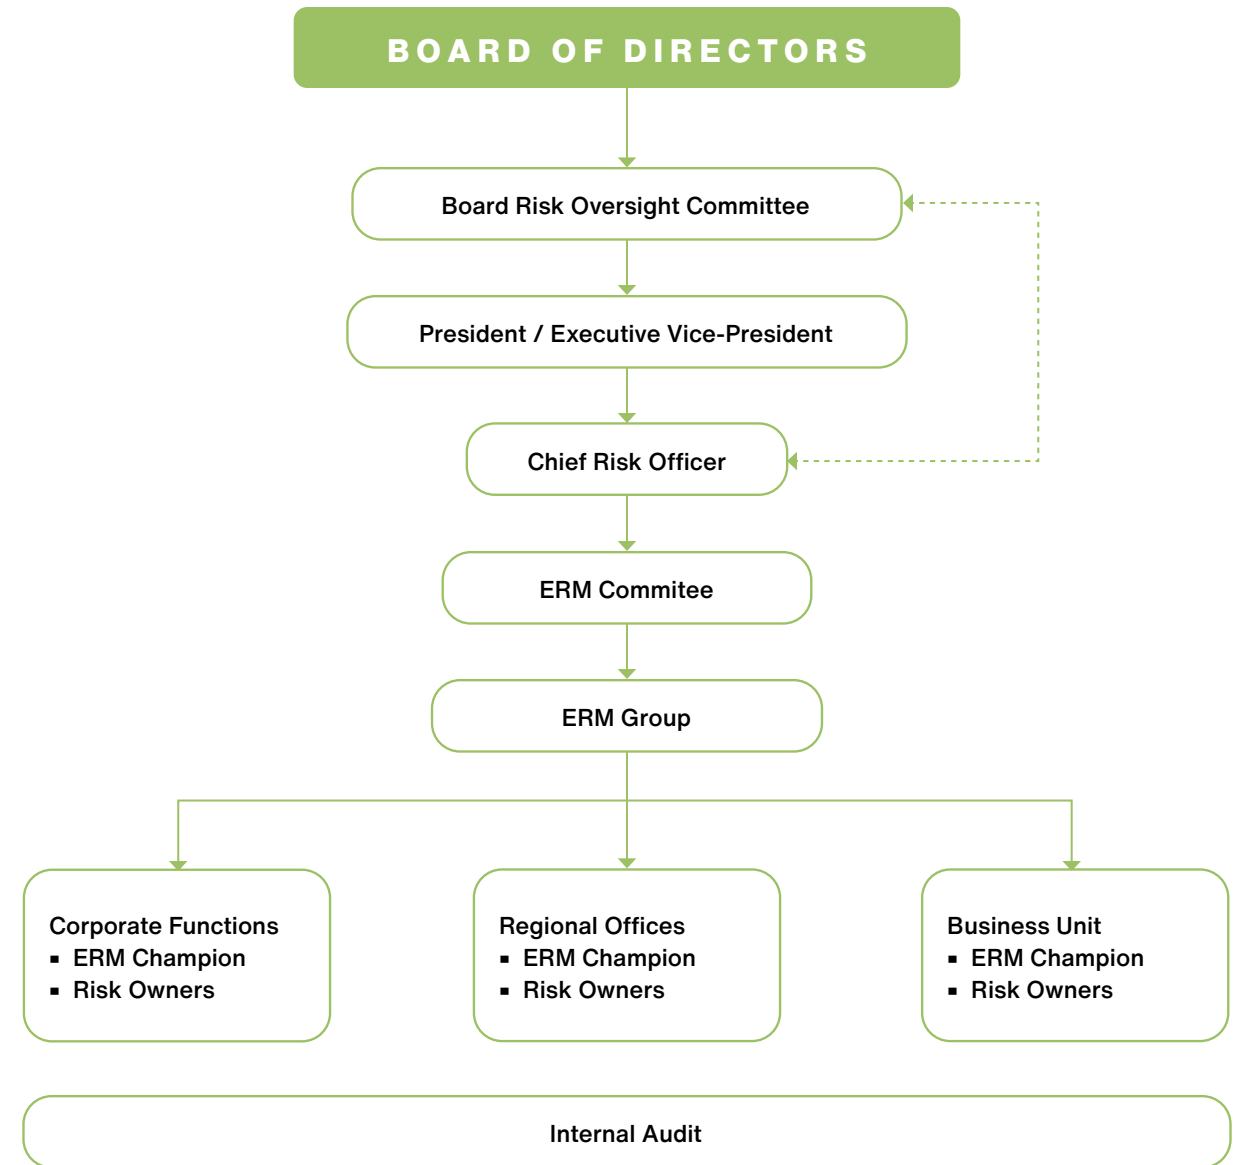 BOARD OF DIRECTORS
Board Risk Oversight Committee
President / Executive Vice-President
Chief Risk Officer
ERM Commitee
ERM Group
Corporate Functions
▪ ERM Champion
▪ Risk Owners
Regional Offices
▪ ERM Champion
▪ Risk Owners
Business Unit
▪ ERM Champion
▪ Risk Owners
Internal Audit